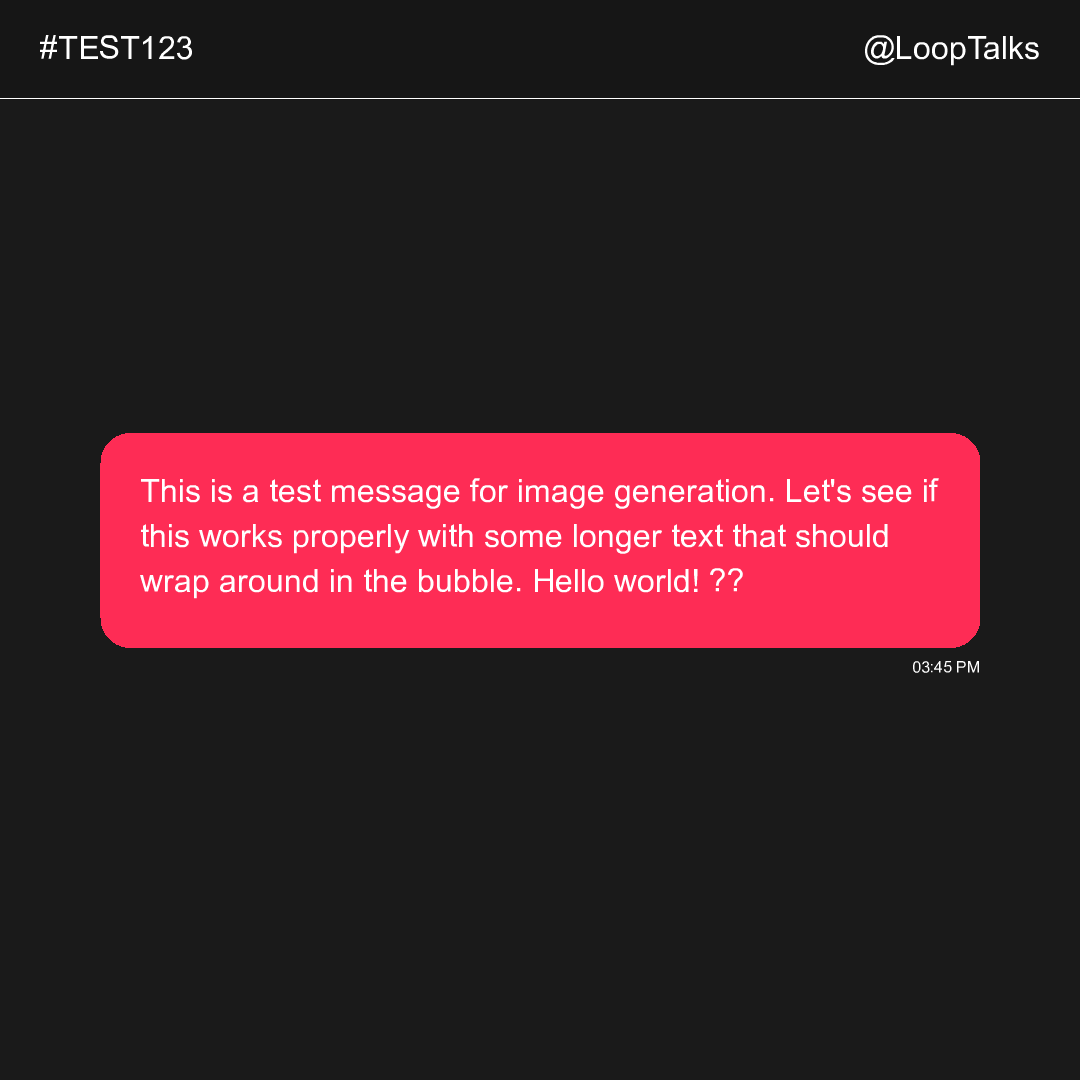 #TEST123
@LoopTalks
This is a test message for image generation. Let's see if
this works properly with some longer text that should
wrap around in the bubble. Hello world! ??
03:45 PM